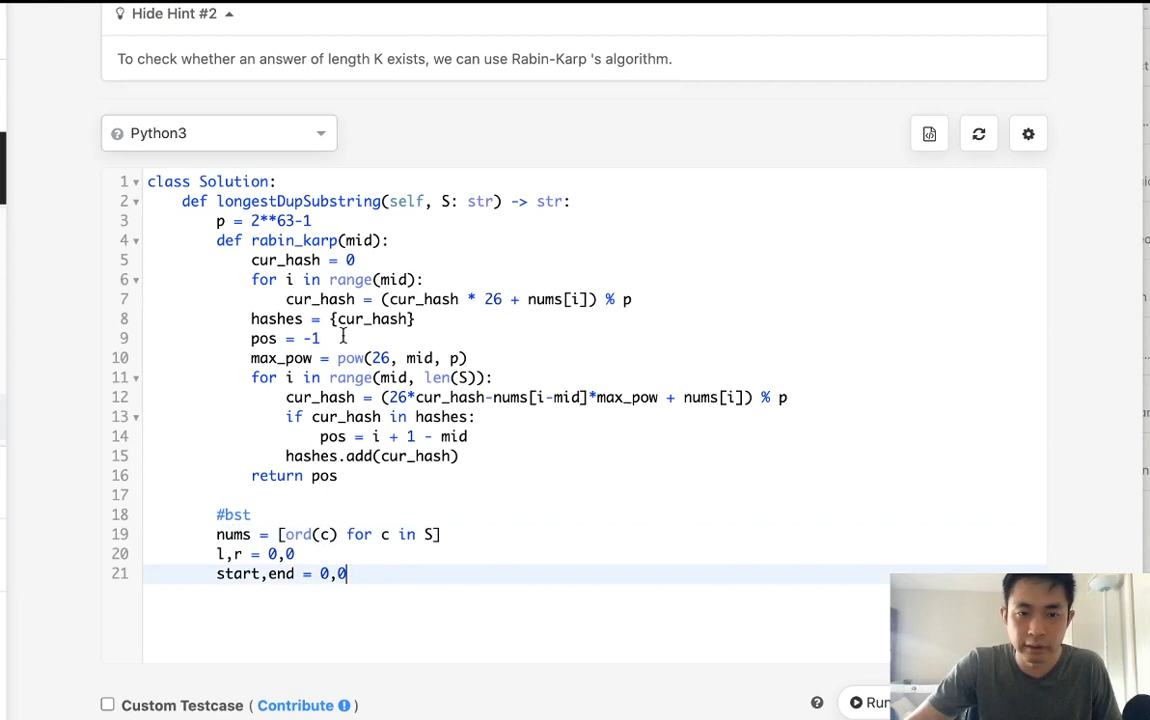 Hide Hint #2
To check whether an answer of length K exists, we can use Rabin-Karp 's algorithm.
Python3
1 class Solution:
2 def longestDupSubstring(self, S: str) -> str:
3 p = 2**63-1
4 def rabin_karp(mid):
5 cur_hash = 0
6 for i in range(mid):
7 cur_hash = (cur_hash * 26 + nums[i]) % p
8 hashes = {cur_hash}
9 pos = -1
10 max_pow = pow(26, mid, p)
11 for i in range(mid, len(S)):
12 cur_hash = (26*cur_hash-nums[i-mid]*max_pow + nums[i]) % p
13 if cur_hash in hashes:
14 pos = i + 1 - mid
15 hashes.add(cur_hash)
16 return pos
17
18 #bst
19 nums = [ord(c) for c in S]
20 l,r = 0,0
21 start,end = 0,0
Custom Testcase ( Contribute )
Run